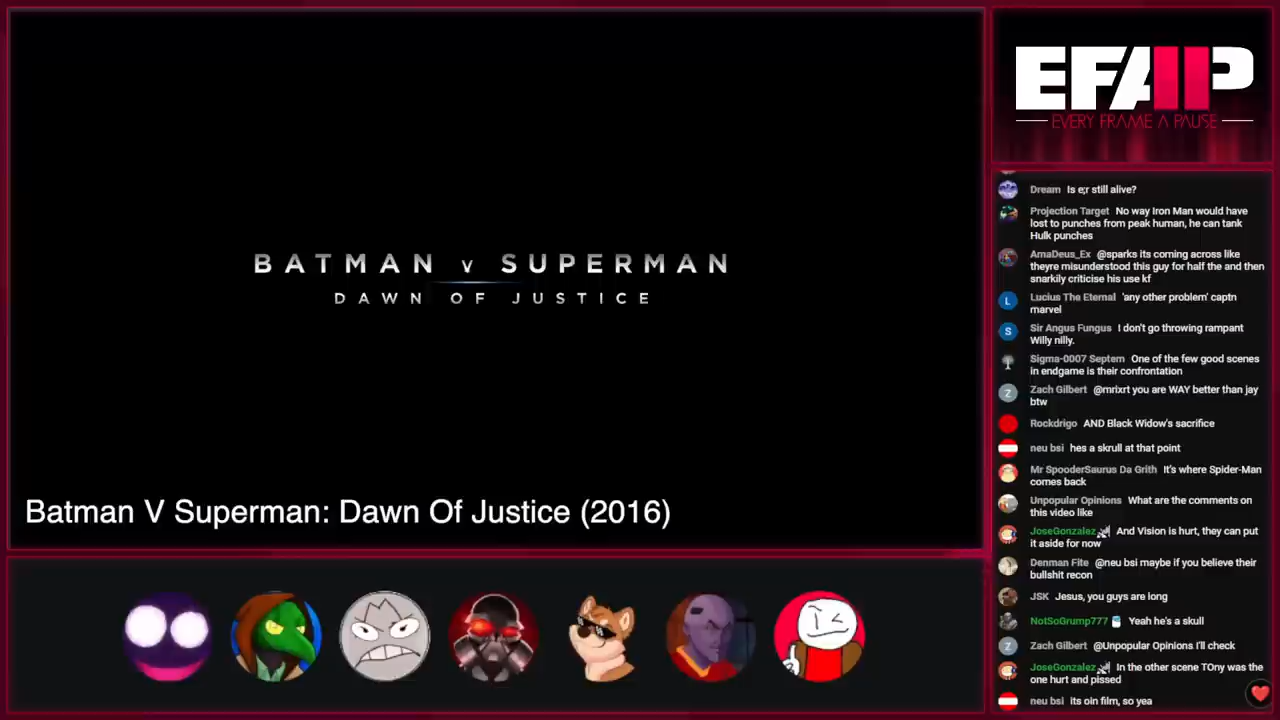 BATMAN v SUPERMAN
DAWN OF JUSTICE
Batman V Superman: Dawn Of Justice (2016)
EFAP
EVERY FRAME A PAUSE
Dream Is e;r still alive?
Projection Target No way Iron Man would have
lost to punches from peak human, he can tank
Hulk punches
AmaDeus_Ex @sparks its coming across like
theyre misunderstood this guy for half the and then
snarkily criticise his use kf
L
Lucius The Eternal 'any other problem' captn
marvel
S
Sir Angus Fungus I don't go throwing rampant
Willy nilly.
Sigma-0007 Septem One of the few good scenes
in endgame is their confrontation
Z
Zach Gilbert @mrixrt you are WAY better than jay
btw
Rockdrigo AND Black Widow's sacrifice
neu bsi hes a skrull at that point
Mr SpooderSaurus Da Grith It's where Spider-Man
comes back
Unpopular Opinions What are the comments on
this video like
JoseGonzalez And Vision is hurt, they can put
it aside for now
Denman Fite @neu bsi maybe if you believe their
bullshit recon
JSK Jesus, you guys are long
NotSoGrump777 Yeah he's a skull
Z
Zach Gilbert @Unpopular Opinions I'll check
JoseGonzalez In the other scene TOny was the
one hurt and pissed
neu bsi its oin film, so yea